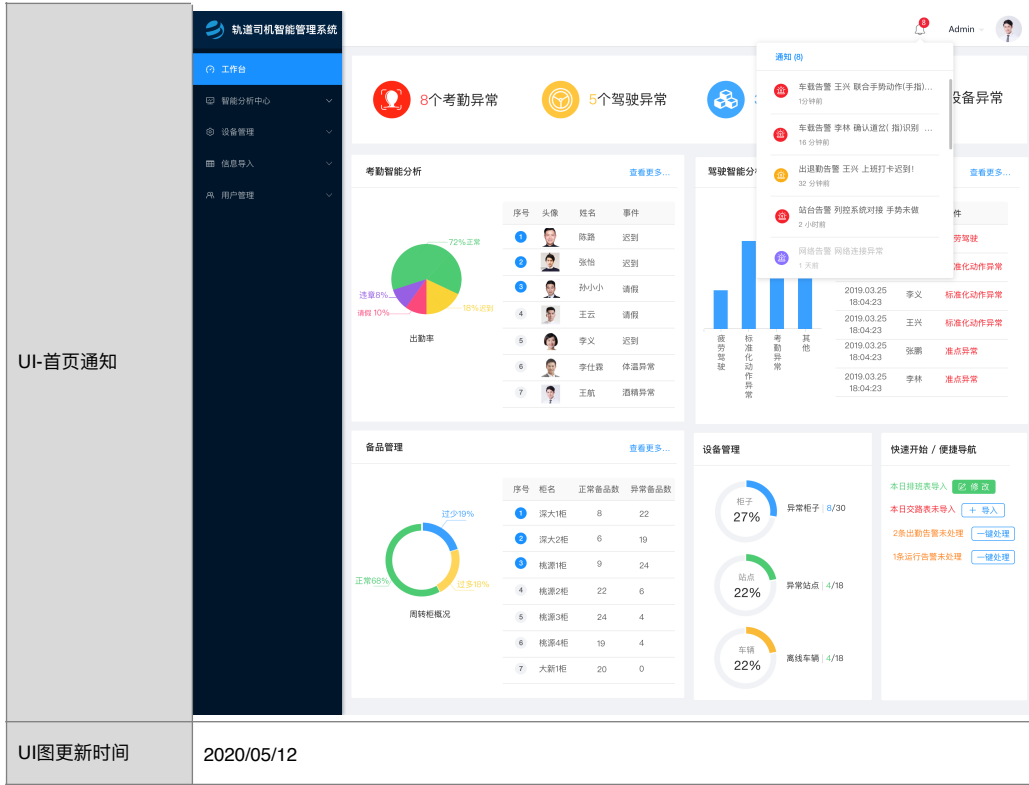 UI-首页通知
轨道司机智能管理系统
8
Admin
工作台
智能分析中心
设备管理
信息导入
用户管理
通知 (8)
车载告警 王兴 联合手势动作(手指)…
1分钟前
车载告警 李林 确认道岔( 指)识别 …
16 分钟前
出退勤告警 王兴 上班打卡迟到!
32 分钟前
站台告警 列控系统对接 手势未做
2 小时前
网络告警 网络连接异常
1 天前
8个考勤异常
5个驾驶异常
设备异常
考勤智能分析
查看更多...
72%正常
违章8%
请假 10%
18%迟到
出勤率
序号 头像 姓名 事件
1 陈路 迟到
2 张怡 迟到
3 孙小小 请假
4 王云 请假
5 李义 迟到
6 李仕霖 体温异常
7 王航 酒精异常
驾驶智能分
查看更多...
疲劳驾驶
标准化动作异常
考勤异常
其他
件
劳驾驶
准化动作异常
2019.03.25
18:04:23 李义 标准化动作异常
2019.03.25
18:04:23 王兴 标准化动作异常
2019.03.25
18:04:23 张鹏 准点异常
2019.03.25
18:04:23 李林 准点异常
备品管理
查看更多...
过少19%
正常68%
过多18%
周转柜概况
序号 柜名 正常备品数 异常备品数
1 深大1柜 8 22
2 深大2柜 6 19
3 桃源1柜 9 24
4 桃源2柜 22 6
5 桃源3柜 24 4
6 桃源4柜 19 4
7 大新1柜 20 0
设备管理
柜子
27%
异常柜子 | 8/30
站点
22%
异常站点 | 4/18
车辆
22%
离线车辆 | 4/18
快速开始 / 便捷导航
本日排班表导入 修 改
本日交路表未导入 + 导入
2条出勤告警未处理 一键处理
1条运行告警未处理 一键处理
UI图更新时间
2020/05/12